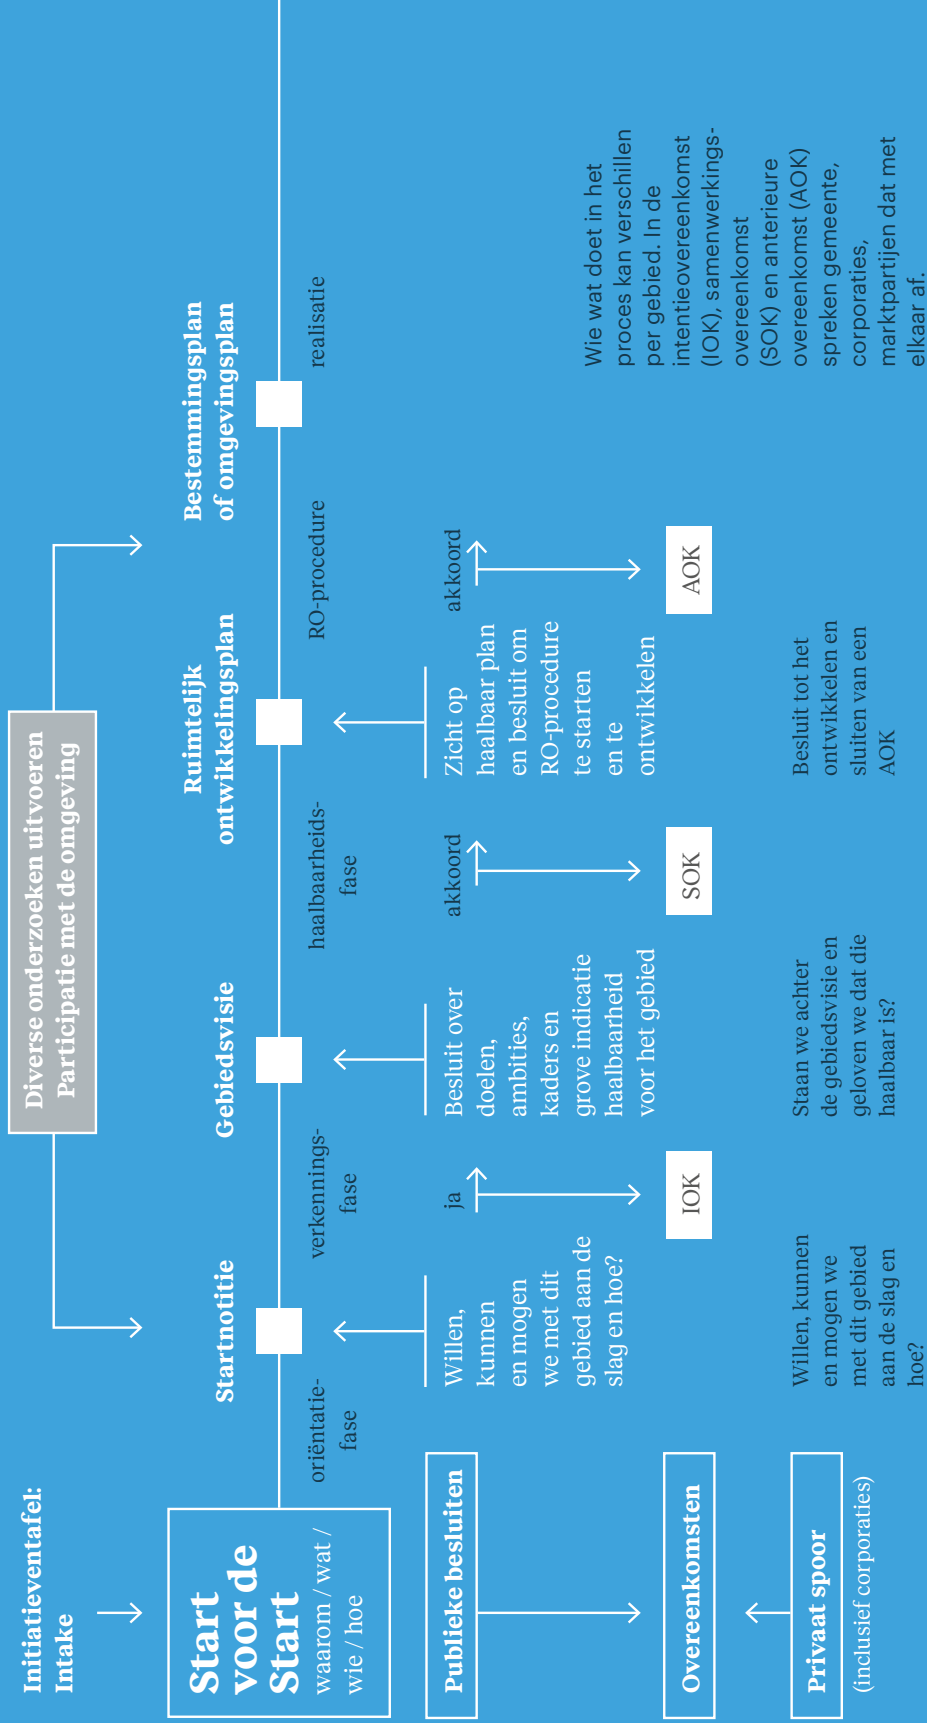 Initiatieventafel:
Intake
Diverse onderzoeken uitvoeren
Participatie met de omgeving
Start
voor de
Start
waarom / wat /
wie / hoe
oriëntatie-
fase
Startnotitie
verkennings-
fase
Gebiedsvisie
haalbaarheids-
fase
Ruimtelijk
ontwikkelingsplan
RO-procedure
Bestemmingsplan
of omgevingsplan
realisatie
Publieke besluiten
Willen,
kunnen
en mogen
we met dit
gebied aan de
slag en hoe?
ja
Besluit over
doelen,
ambities,
kaders en
grove indicatie
haalbaarheid
voor het gebied
akkoord
Zicht op
haalbaar plan
en besluit om
RO-procedure
te starten
en te
ontwikkelen
akkoord
Overeenkomsten
IOK
SOK
AOK
Privaat spoor
(inclusief corporaties)
Willen, kunnen
en mogen we
met dit gebied
aan de slag en
hoe?
Staan we achter
de gebiedsvisie en
geloven we dat die
haalbaar is?
Besluit tot het
ontwikkelen en
sluiten van een
AOK
Wie wat doet in het
proces kan verschillen
per gebied. In de
intentieovereenkomst
(IOK), samenwerkings-
overeenkomst
(SOK) en anterieure
overeenkomst (AOK)
spreken gemeente,
corporaties,
marktpartijen dat met
elkaar af.